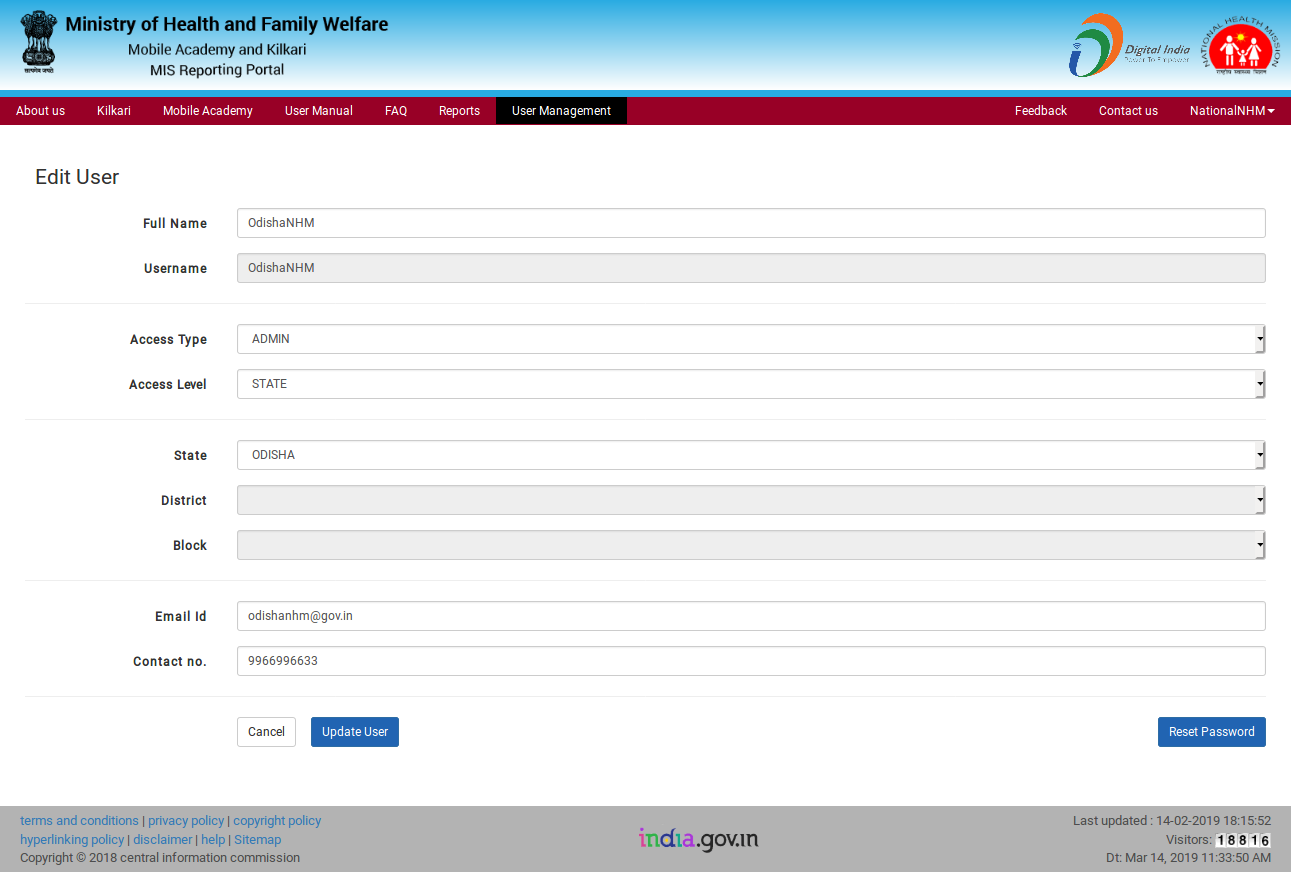 Ministry of Health and Family Welfare
Mobile Academy and Kilkari
MIS Reporting Portal
सत्यमेव जयते
Digital India
Power To Empower
NATIONAL HEALTH MISSION
राष्ट्रीय स्वास्थ्य मिशन
About us Kilkari Mobile Academy User Manual FAQ Reports User Management Feedback Contact us NationalNHM
Edit User
Full Name OdishaNHM
Username OdishaNHM
Access Type ADMIN
Access Level STATE
State ODISHA
District
Block
Email Id odishanhm@gov.in
Contact no. 9966996633
Cancel Update User Reset Password
terms and conditions | privacy policy | copyright policy
hyperlinking policy | disclaimer | help | Sitemap
Copyright © 2018 central information commission
india.gov.in
Last updated : 14-02-2019 18:15:52
Visitors: 18816
Dt: Mar 14, 2019 11:33:50 AM